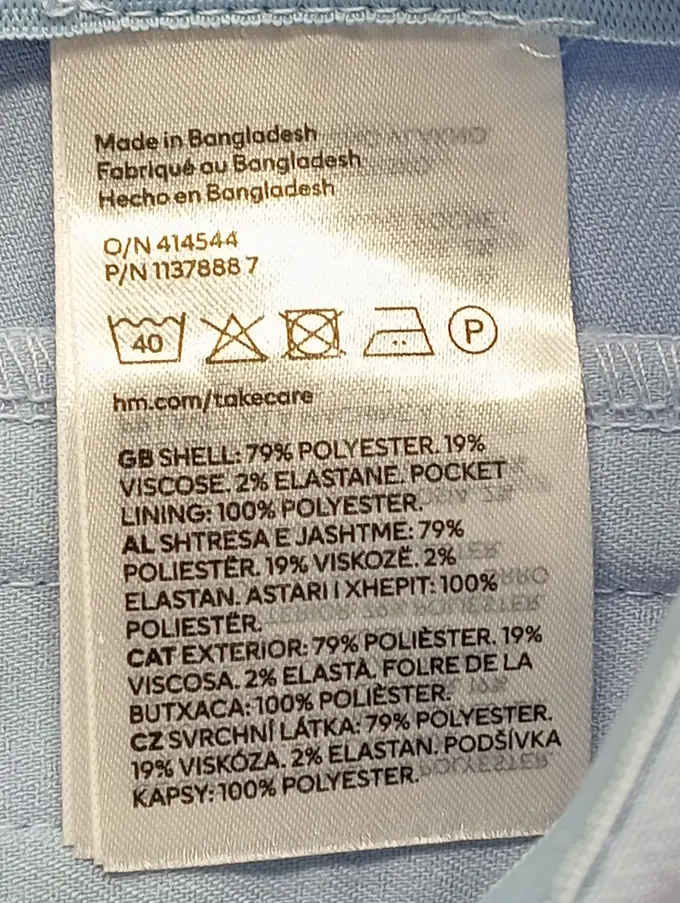 Made in Bangladesh
Fabriqué au Bangladesh
Hecho en Bangladesh
O/N 414544
P/N 1137888 7
40
P
hm.com/takecare
GB SHELL: 79% POLYESTER. 19%
VISCOSE. 2% ELASTANE. POCKET
LINING: 100% POLYESTER.
AL SHTRESA E JASHTME: 79%
POLIESTËR. 19% VISKOZË. 2%
ELASTAN. ASTARI I XHEPIT: 100%
POLIESTËR.
CAT EXTERIOR: 79% POLIÈSTER. 19%
VISCOSA. 2% ELASTÀ. FOLRE DE LA
BUTXACA: 100% POLIÈSTER.
CZ SVRCHNÍ LÁTKA: 79% POLYESTER.
19% VISKÓZA. 2% ELASTAN. PODŠÍVKA
KAPSY: 100% POLYESTER.